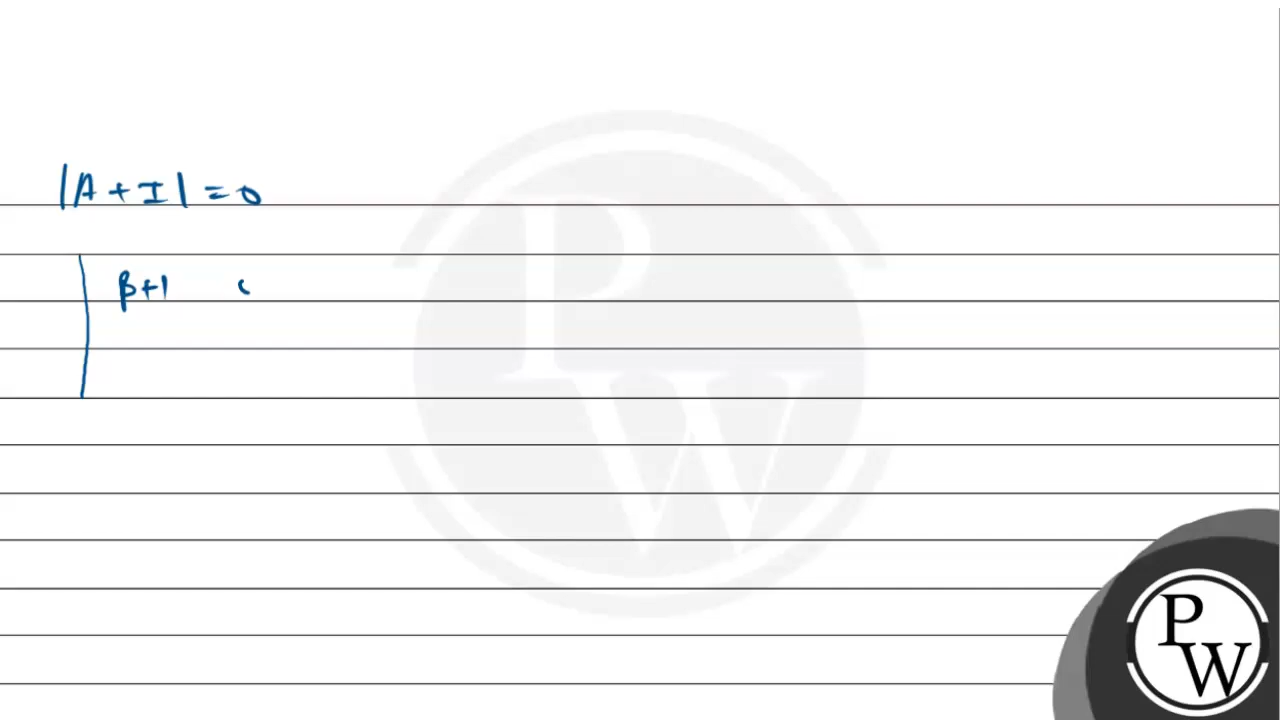 |A + I| = 0
| β+1
P
W
P
W